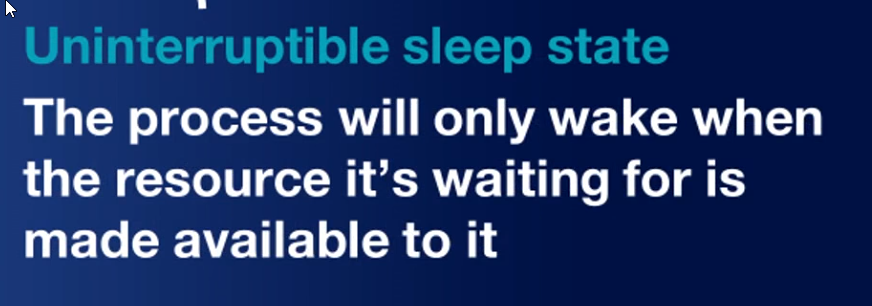 Uninterruptible sleep state
The process will only wake when
the resource it’s waiting for is
made available to it